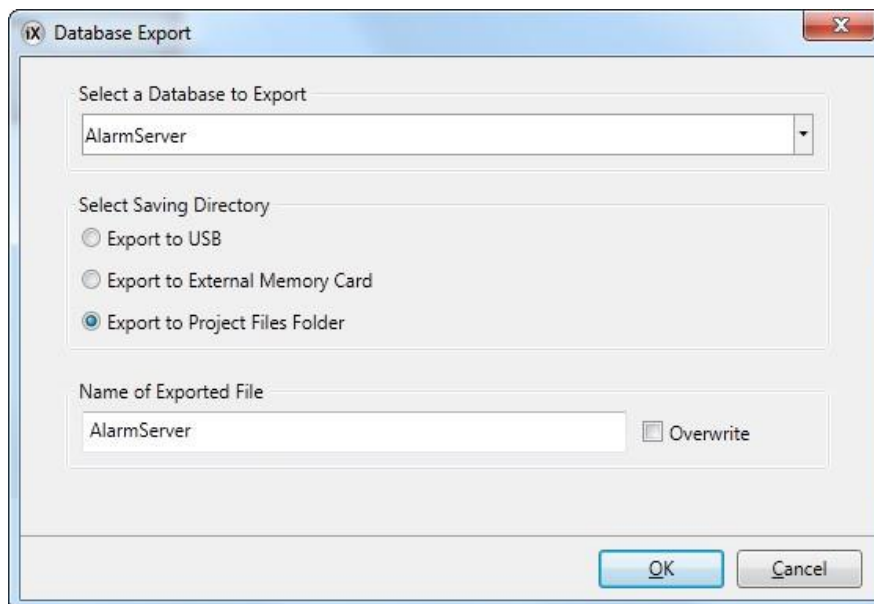 iX Database Export
Select a Database to Export
AlarmServer
Select Saving Directory
Export to USB
Export to External Memory Card
Export to Project Files Folder
Name of Exported File
AlarmServer Overwrite
OK Cancel